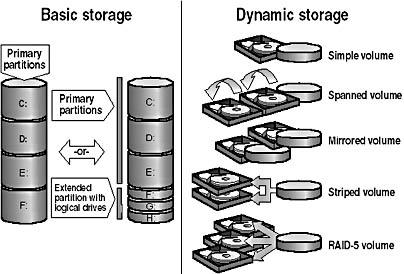 Basic storage
Primary
partitions
C:
D:
E:
F:
Primary
partitions
-or-
Extended
partition with
logical drives
C:
D:
E:
F:
G:
H:
Dynamic storage
Simple volume
Spanned volume
Mirrored volume
Striped volume
RAID-5 volume